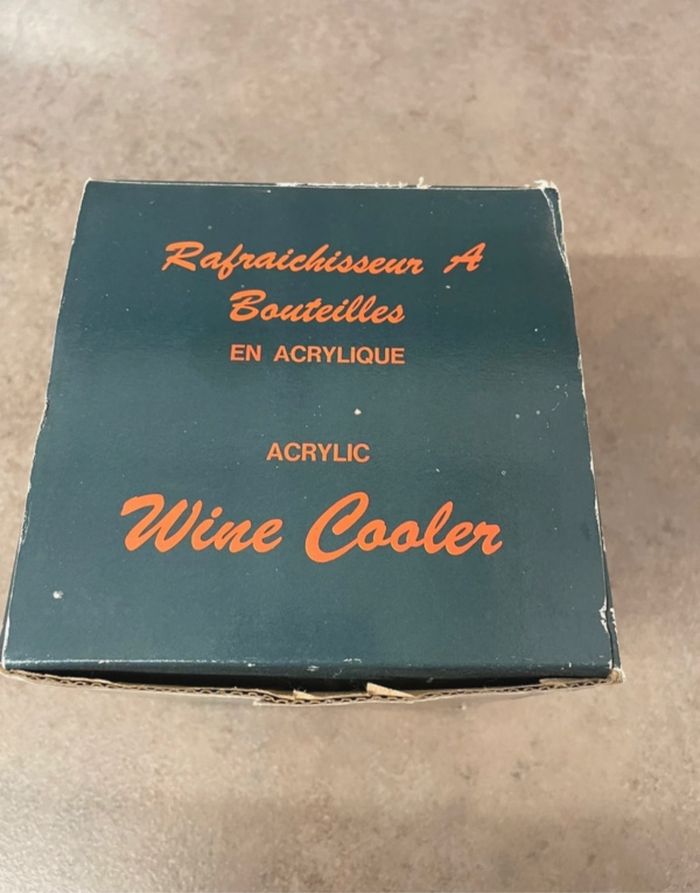 Rafraichisseur A
Bouteilles
EN ACRYLIQUE
ACRYLIC
Wine Cooler